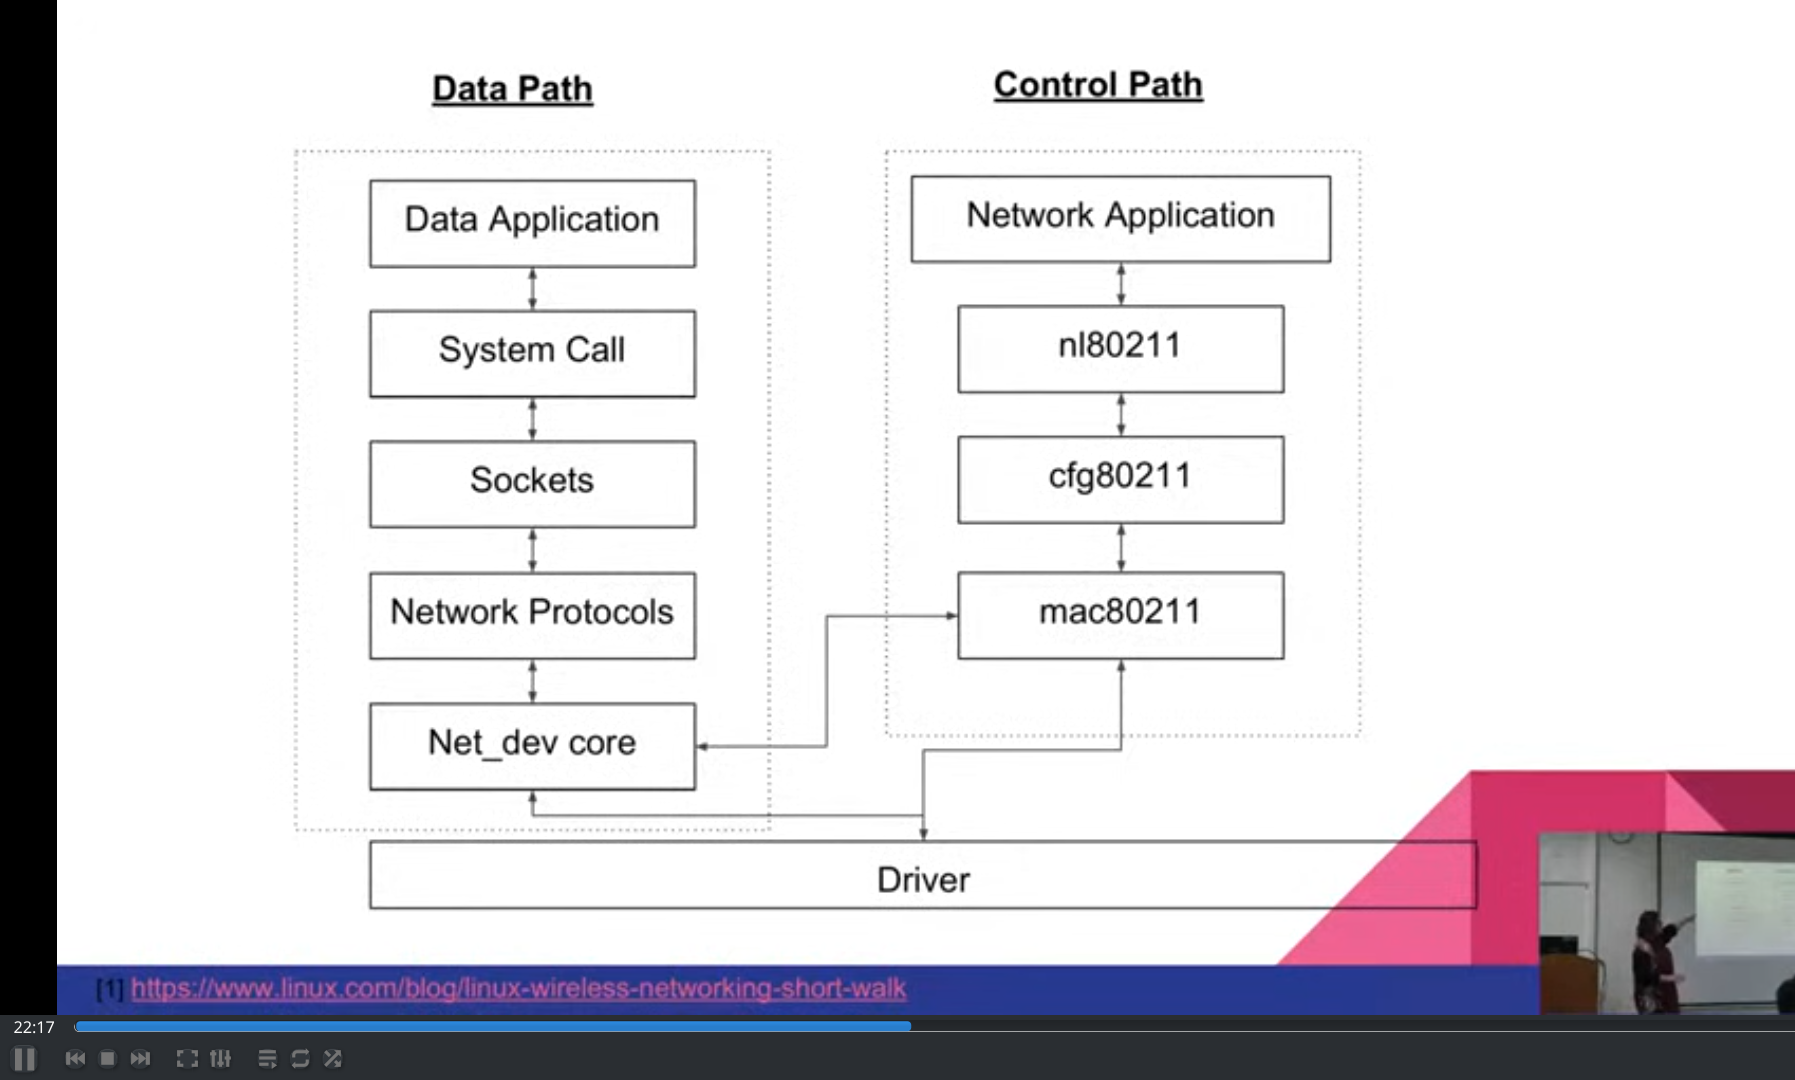 Data Path
Control Path
Data Application
System Call
Sockets
Network Protocols
Net_dev core
Network Application
nl80211
cfg80211
mac80211
Driver
[1] https://www.linux.com/blog/linux-wireless-networking-short-walk
22:17